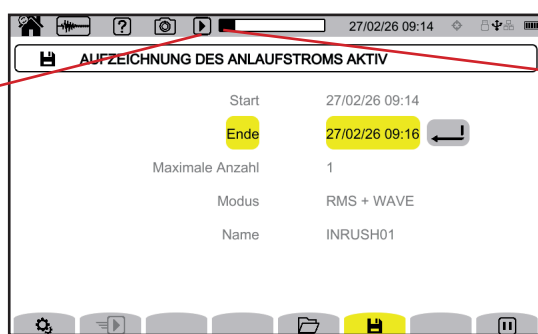 ? 27/02/26 09:14
AUFZEICHNUNG DES ANLAUFSTROMS AKTIV
Start 27/02/26 09:14
Ende 27/02/26 09:16
Maximale Anzahl 1
Modus RMS + WAVE
Name INRUSH01